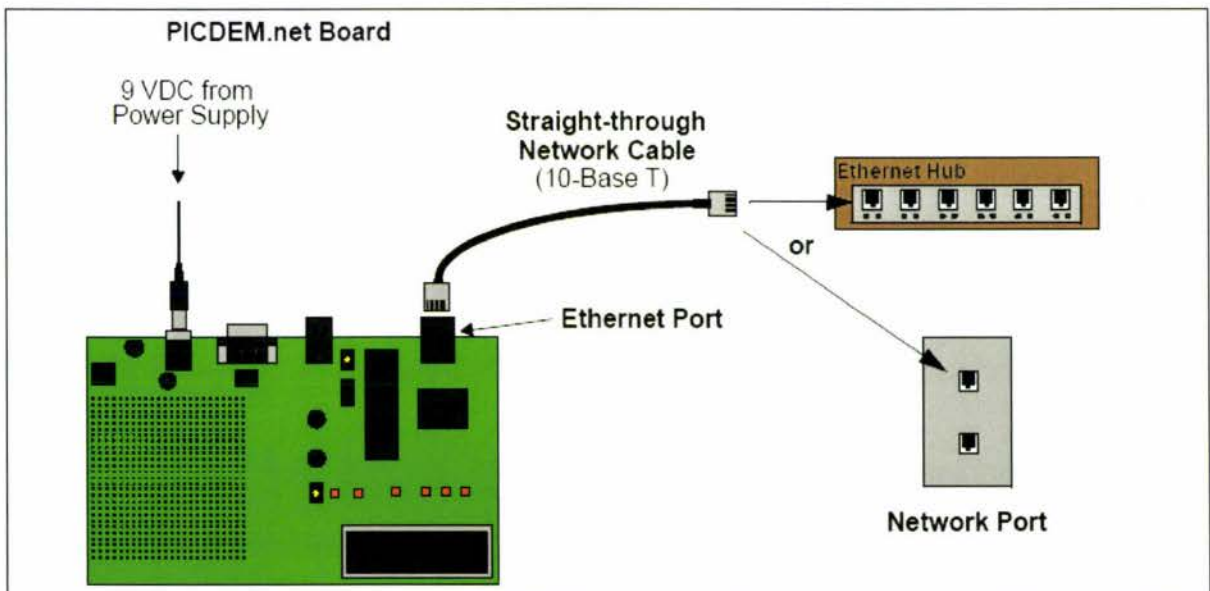 PICDEM.net Board
9 VDC from
Power Supply
Straight-through
Network Cable
(10-Base T)
Ethernet Hub
or
Ethernet Port
Network Port